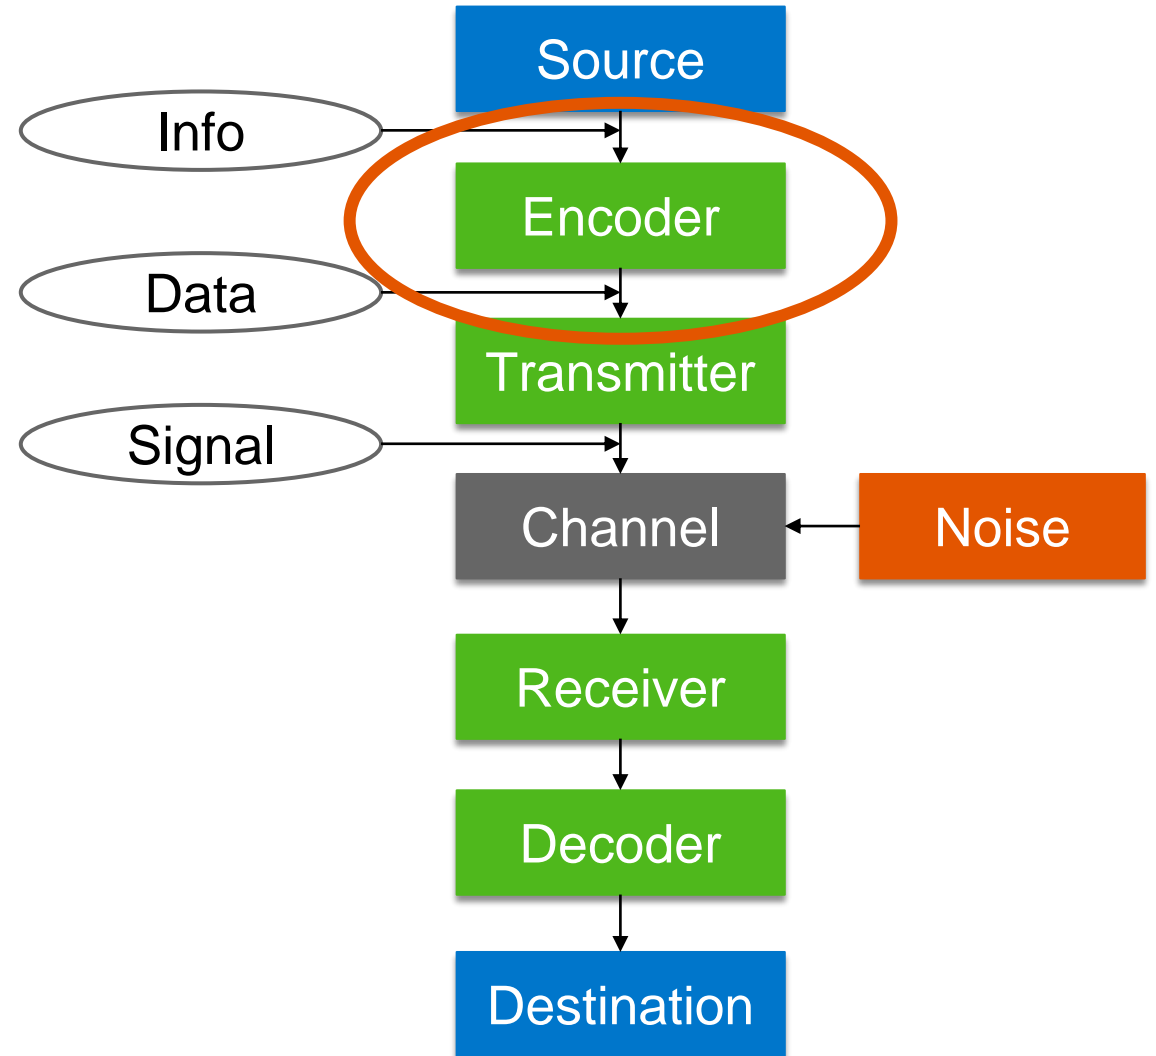 Source
Info
Encoder
Data
Transmitter
Signal
Channel
Noise
Receiver
Decoder
Destination